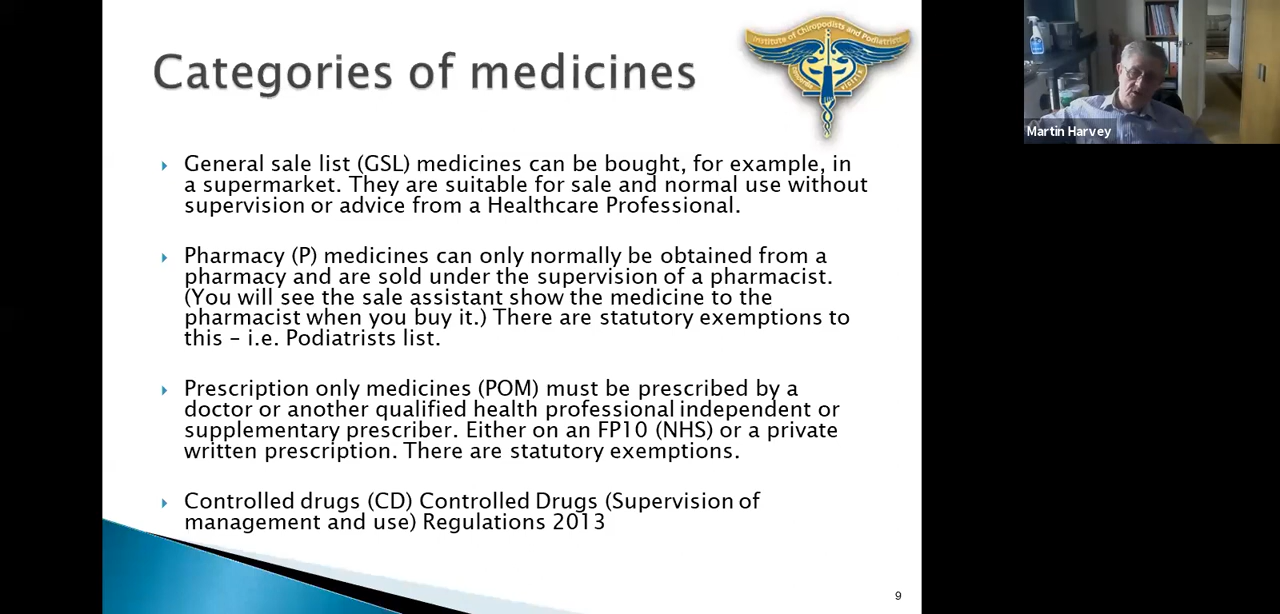 Categories of medicines
Institute of Chiropodists and Podiatrists
General sale list (GSL) medicines can be bought, for example, in
a supermarket. They are suitable for sale and normal use without
supervision or advice from a Healthcare Professional.
Pharmacy (P) medicines can only normally be obtained from a
pharmacy and are sold under the supervision of a pharmacist.
(You will see the sale assistant show the medicine to the
pharmacist when you buy it.) There are statutory exemptions to
this – i.e. Podiatrists list.
Prescription only medicines (POM) must be prescribed by a
doctor or another qualified health professional independent or
supplementary prescriber. Either on an FP10 (NHS) or a private
written prescription. There are statutory exemptions.
Controlled drugs (CD) Controlled Drugs (Supervision of
management and use) Regulations 2013
9
Martin Harvey